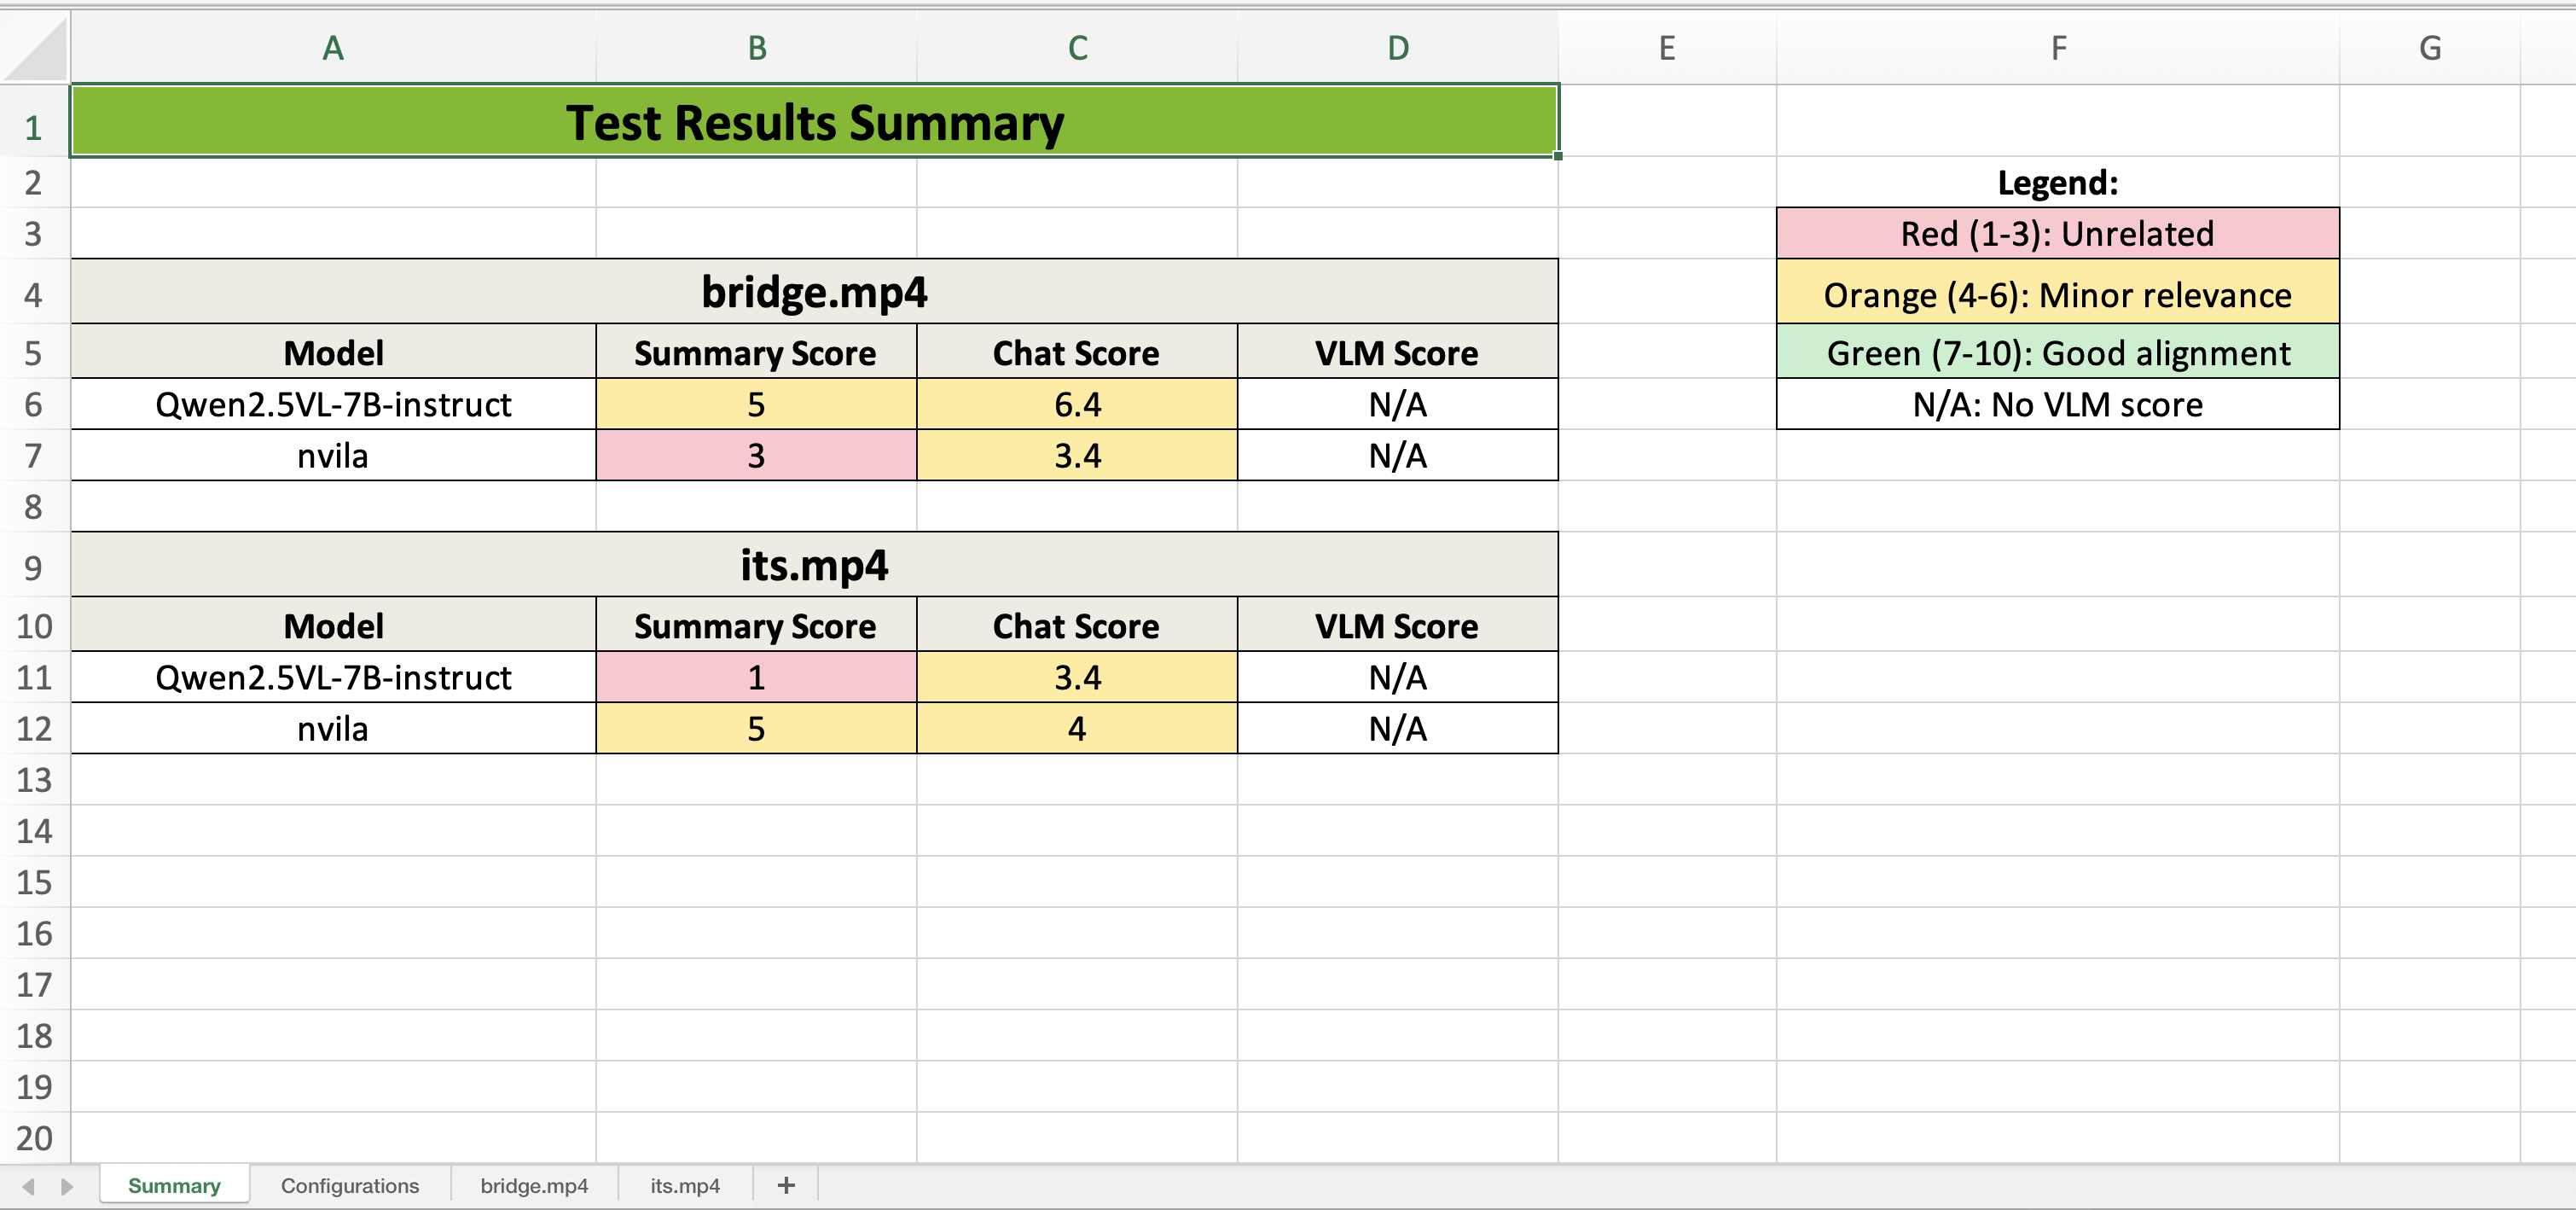 A B C D E F G
1 Test Results Summary
2 Legend:
3 Red (1-3): Unrelated
4 bridge.mp4 Orange (4-6): Minor relevance
5 Model Summary Score Chat Score VLM Score Green (7-10): Good alignment
6 Qwen2.5VL-7B-instruct 5 6.4 N/A N/A: No VLM score
7 nvila 3 3.4 N/A
8
9 its.mp4
10 Model Summary Score Chat Score VLM Score
11 Qwen2.5VL-7B-instruct 1 3.4 N/A
12 nvila 5 4 N/A
13
14
15
16
17
18
19
20
Summary Configurations bridge.mp4 its.mp4 +